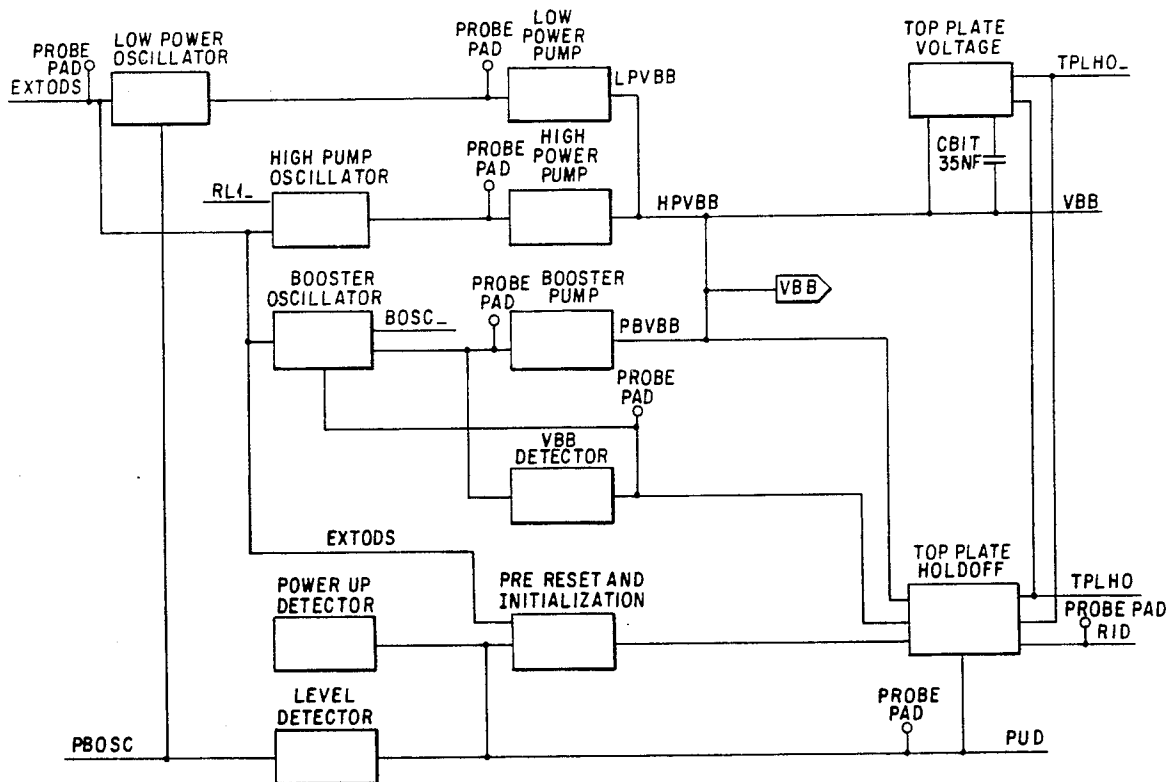 PROBE
PAD
EXTODS
LOW POWER
OSCILLATOR
PROBE
PAD
LOW
POWER
PUMP
LPVBB
TOP PLATE
VOLTAGE
TPLHO_
CBIT
35NF
RL1_
HIGH PUMP
OSCILLATOR
PROBE
PAD
HIGH
POWER
PUMP
HPVBB
VBB
VBB
BOOSTER
OSCILLATOR
BOSC_
PROBE
PAD
BOOSTER
PUMP
PBVBB
PROBE
PAD
VBB
DETECTOR
EXTODS
POWER UP
DETECTOR
PRE RESET AND
INITIALIZATION
TOP PLATE
HOLDOFF
TPLHO
PROBE PAD
RID
LEVEL
DETECTOR
PBOSC
PROBE
PAD
PUD